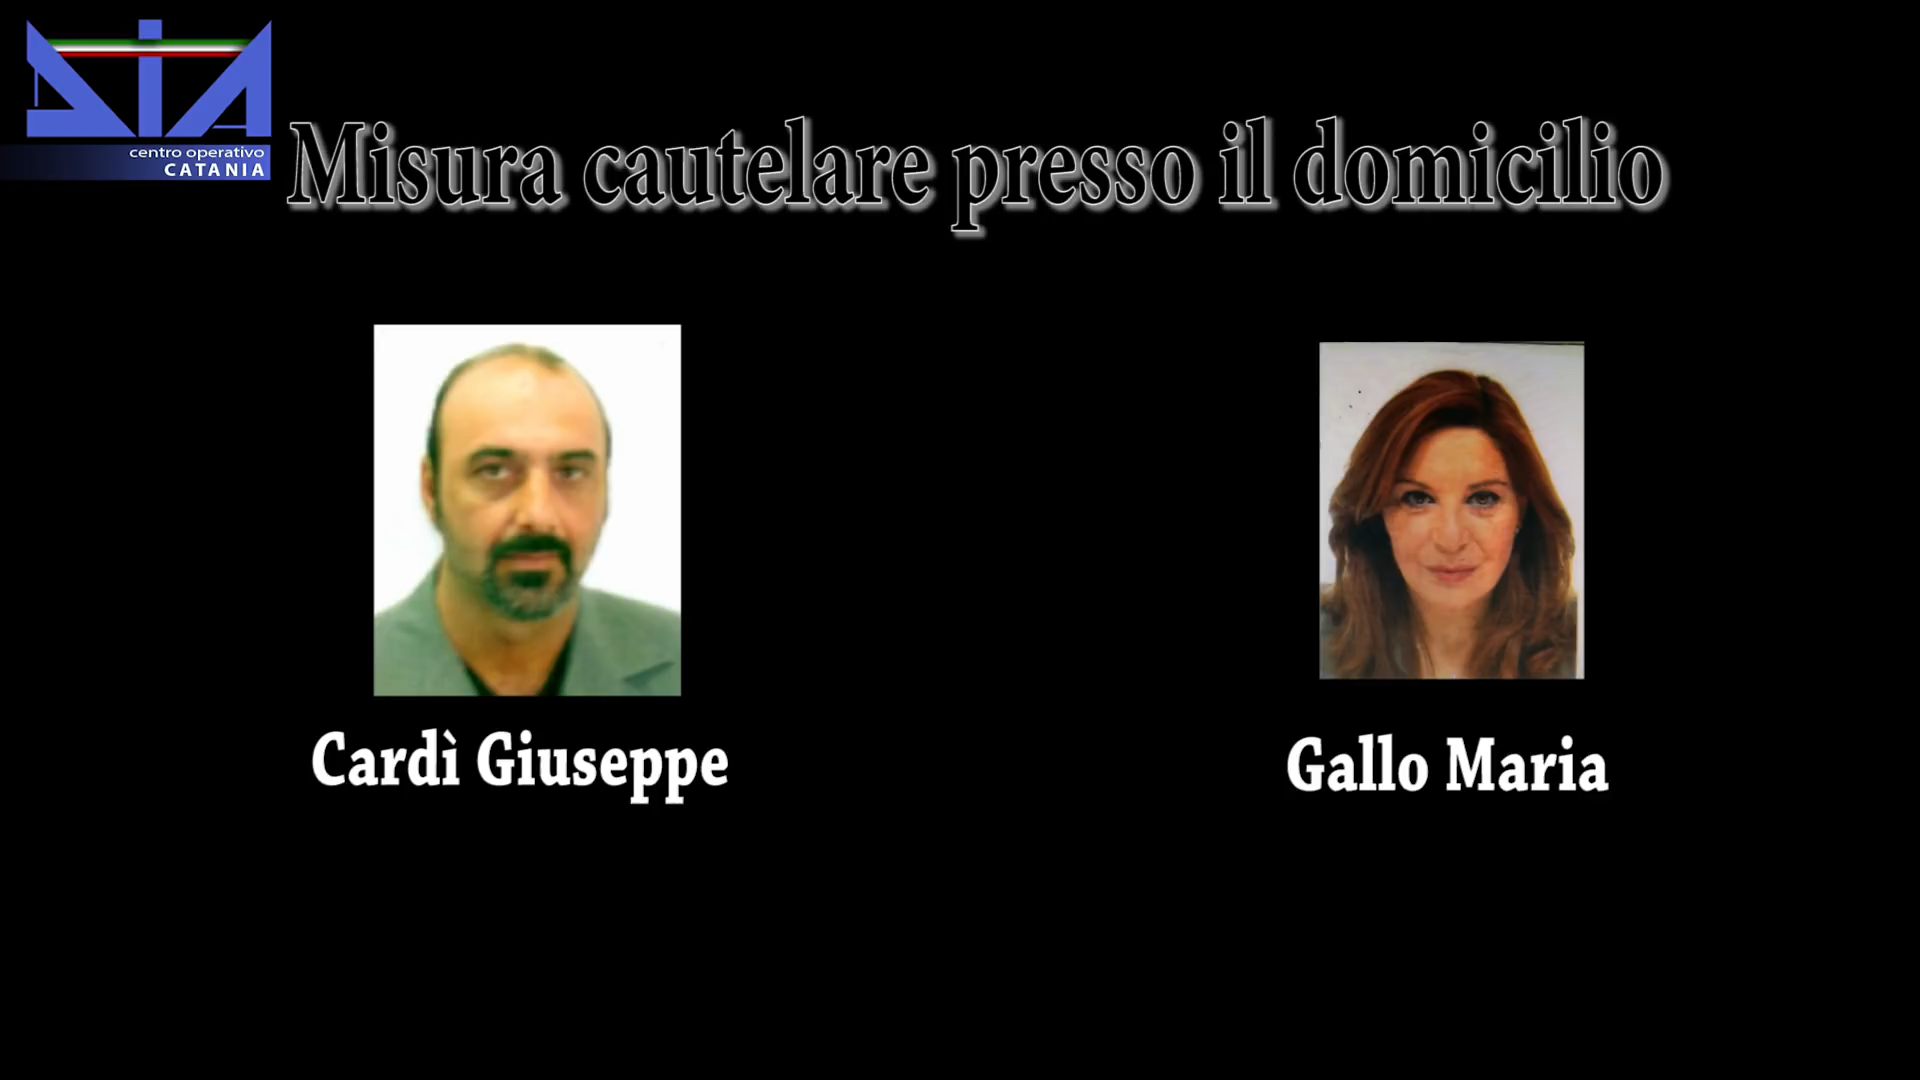 DIA
centro operativo
CATANIA
Misura cautelare presso il domicilio
Cardì Giuseppe
Gallo Maria